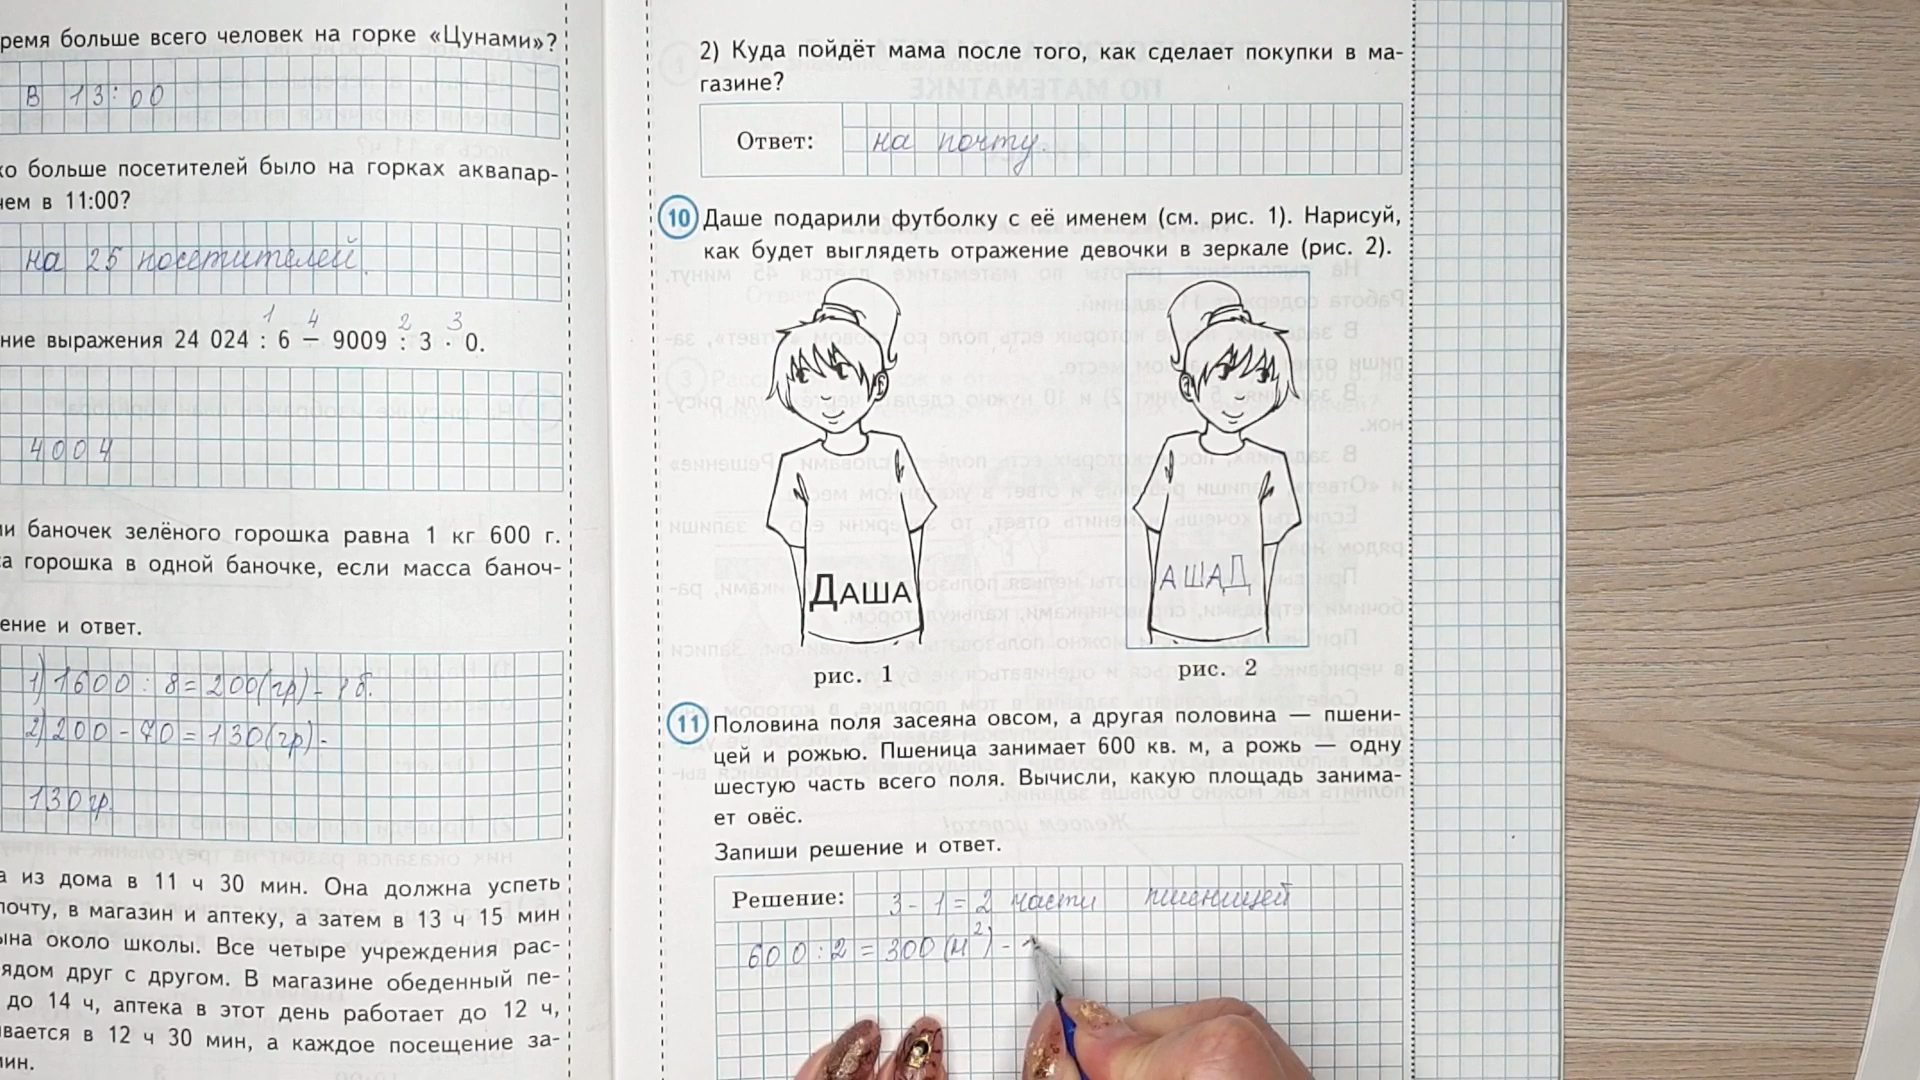 ремя больше всего человек на горке «Цунами»?
В 13:00
ко больше посетителей было на горках аквапар-
чем в 11:00?
на 25 посетителей.
1 4 2 3
ние выражения 24 024 : 6 – 9009 : 3 · 0.
4004
ли баночек зелёного горошка равна 1 кг 600 г.
са горошка в одной баночке, если масса баноч-
ение и ответ.
1) 1600 : 8 = 200(гр) - 1 б.
2) 200 - 70 = 130(гр) -
130 гр.
а из дома в 11 ч 30 мин. Она должна успеть
почту, в магазин и аптеку, а затем в 13 ч 15 мин
ына около школы. Все четыре учреждения рас-
ядом друг с другом. В магазине обеденный пе-
до 14 ч, аптека в этот день работает до 12 ч,
ивается в 12 ч 30 мин, а каждое посещение за-
мин.
2) Куда пойдёт мама после того, как сделает покупки в ма-
газине?
Ответ: на почту.
10 Даше подарили футболку с её именем (см. рис. 1). Нарисуй,
как будет выглядеть отражение девочки в зеркале (рис. 2).
ДАША
АШАД
рис. 1
рис. 2
11 Половина поля засеяна овсом, а другая половина — пшени-
цей и рожью. Пшеница занимает 600 кв. м, а рожь — одну
шестую часть всего поля. Вычисли, какую площадь занима-
ет овёс.
Запиши решение и ответ.
Решение: 3 - 1 = 2 части пшеницей
600 : 2 = 300 (м²) -